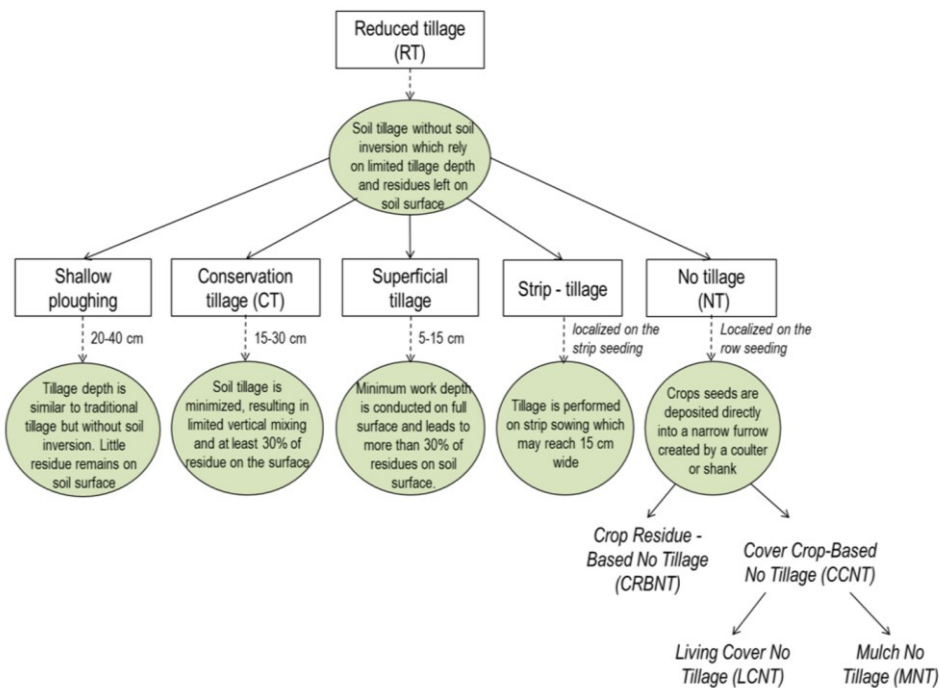 Reduced tillage
(RT)
Soil tillage without soil
inversion which rely
on limited tillage depth
and residues left on
soil surface
Shallow
ploughing
Conservation
tillage (CT)
Superficial
tillage
Strip - tillage
No tillage
(NT)
20-40 cm
15-30 cm
5-15 cm
localized on the
strip seeding
Localized on the
row seeding
Tillage depth is
similar to traditional
tillage but without soil
inversion. Little
residue remains on
soil surface
Soil tillage is
minimized, resulting in
limited vertical mixing
and at least 30% of
residue on the surface
Minimum work depth
is conducted on full
surface and leads to
more than 30% of
residues on soil
surface.
Tillage is performed
on strip sowing which
may reach 15 cm
wide
Crops seeds are
deposited directly
into a narrow furrow
created by a coulter
or shank
Crop Residue -
Based No Tillage
(CRBNT)
Cover Crop-Based
No Tillage (CCNT)
Living Cover No
Tillage (LCNT)
Mulch No
Tillage (MNT)